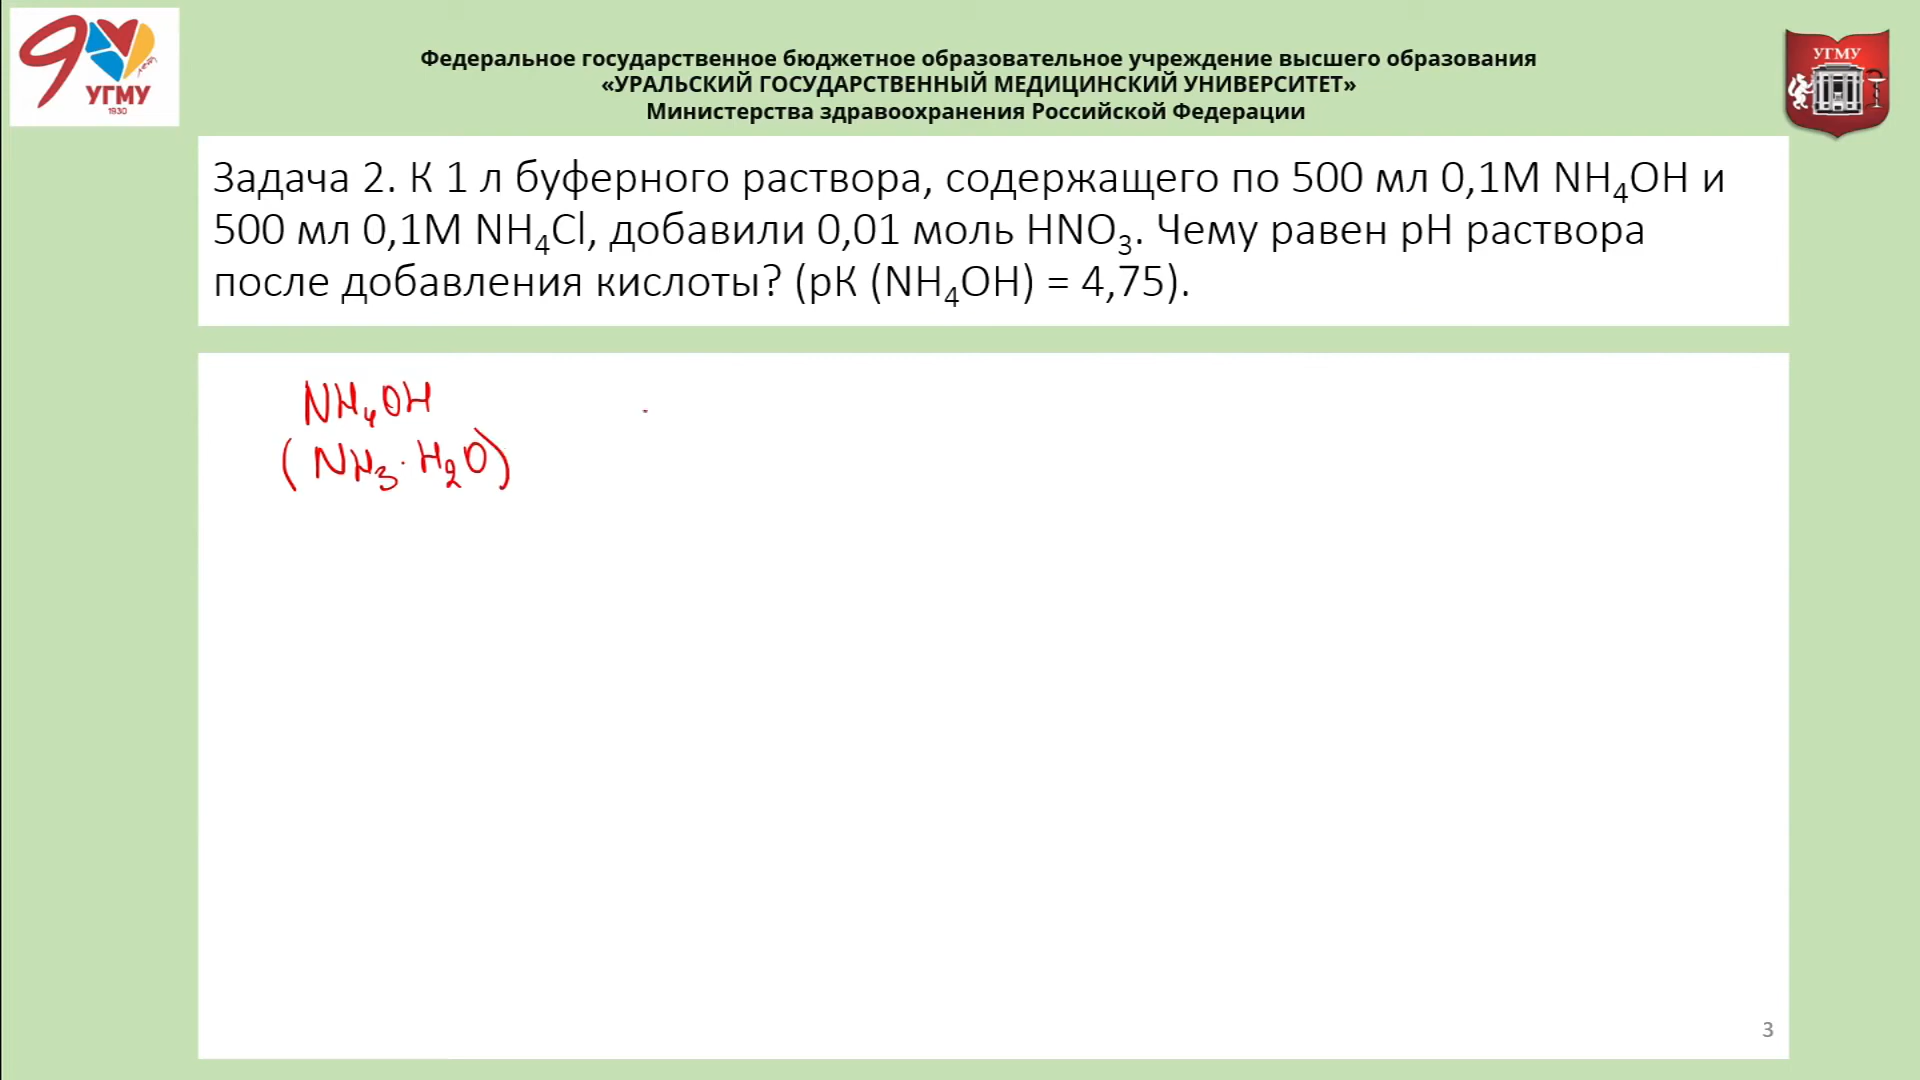 УГМУ
1930
Федеральное государственное бюджетное образовательное учреждение высшего образования
«УРАЛЬСКИЙ ГОСУДАРСТВЕННЫЙ МЕДИЦИНСКИЙ УНИВЕРСИТЕТ»
Министерства здравоохранения Российской Федерации
УГМУ
Задача 2. К 1 л буферного раствора, содержащего по 500 мл 0,1М NH₄OH и
500 мл 0,1М NH₄Cl, добавили 0,01 моль HNO₃. Чему равен pH раствора
после добавления кислоты? (рК (NH₄OH) = 4,75).
NH₄OH
(NH₃·H₂O)
3